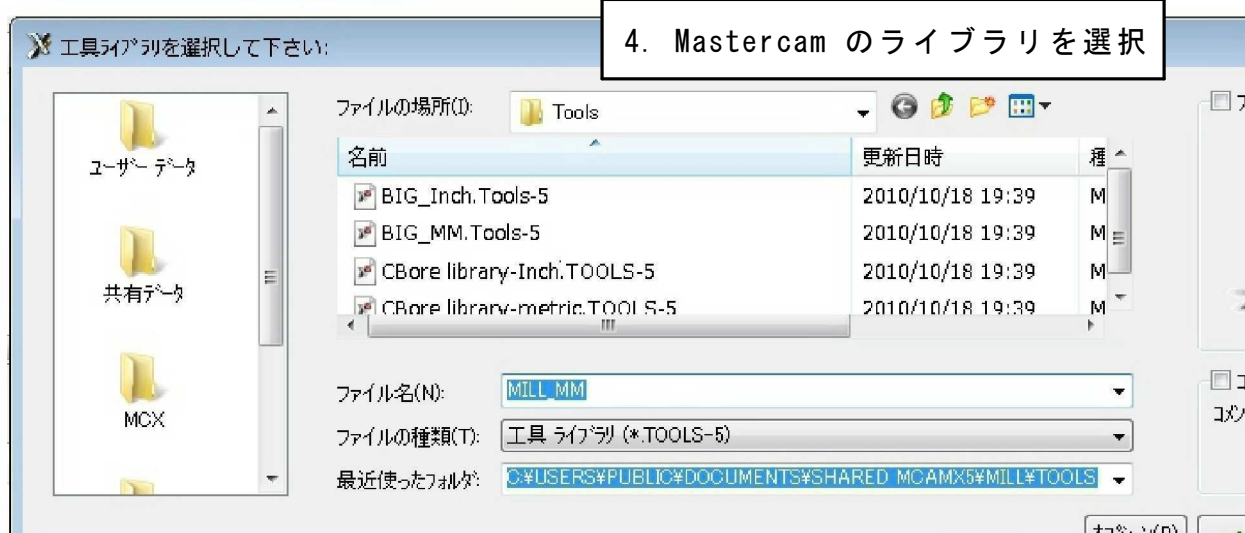 4. Mastercam のライブラリを選択
工具ﾗｲﾌﾞﾗﾘを選択して下さい:
ファイルの場所(I): Tools
名前 更新日時 種
BIG_Inch.Tools-5 2010/10/18 19:39 M
BIG_MM.Tools-5 2010/10/18 19:39 M
CBore library-Inch.TOOLS-5 2010/10/18 19:39 M
CBore library-metric.TOOLS-5 2010/10/18 19:39 M
ﾕｰｻﾞｰ ﾃﾞｰﾀ
共有ﾃﾞｰﾀ
MCX
ファイル名(N): MILL_MM
ファイルの種類(T): 工具 ﾗｲﾌﾞﾗﾘ (*.TOOLS-5)
最近使ったﾌｫﾙﾀﾞ: C:¥USERS¥PUBLIC¥DOCUMENTS¥SHARED MCAMX5¥MILL¥TOOLS